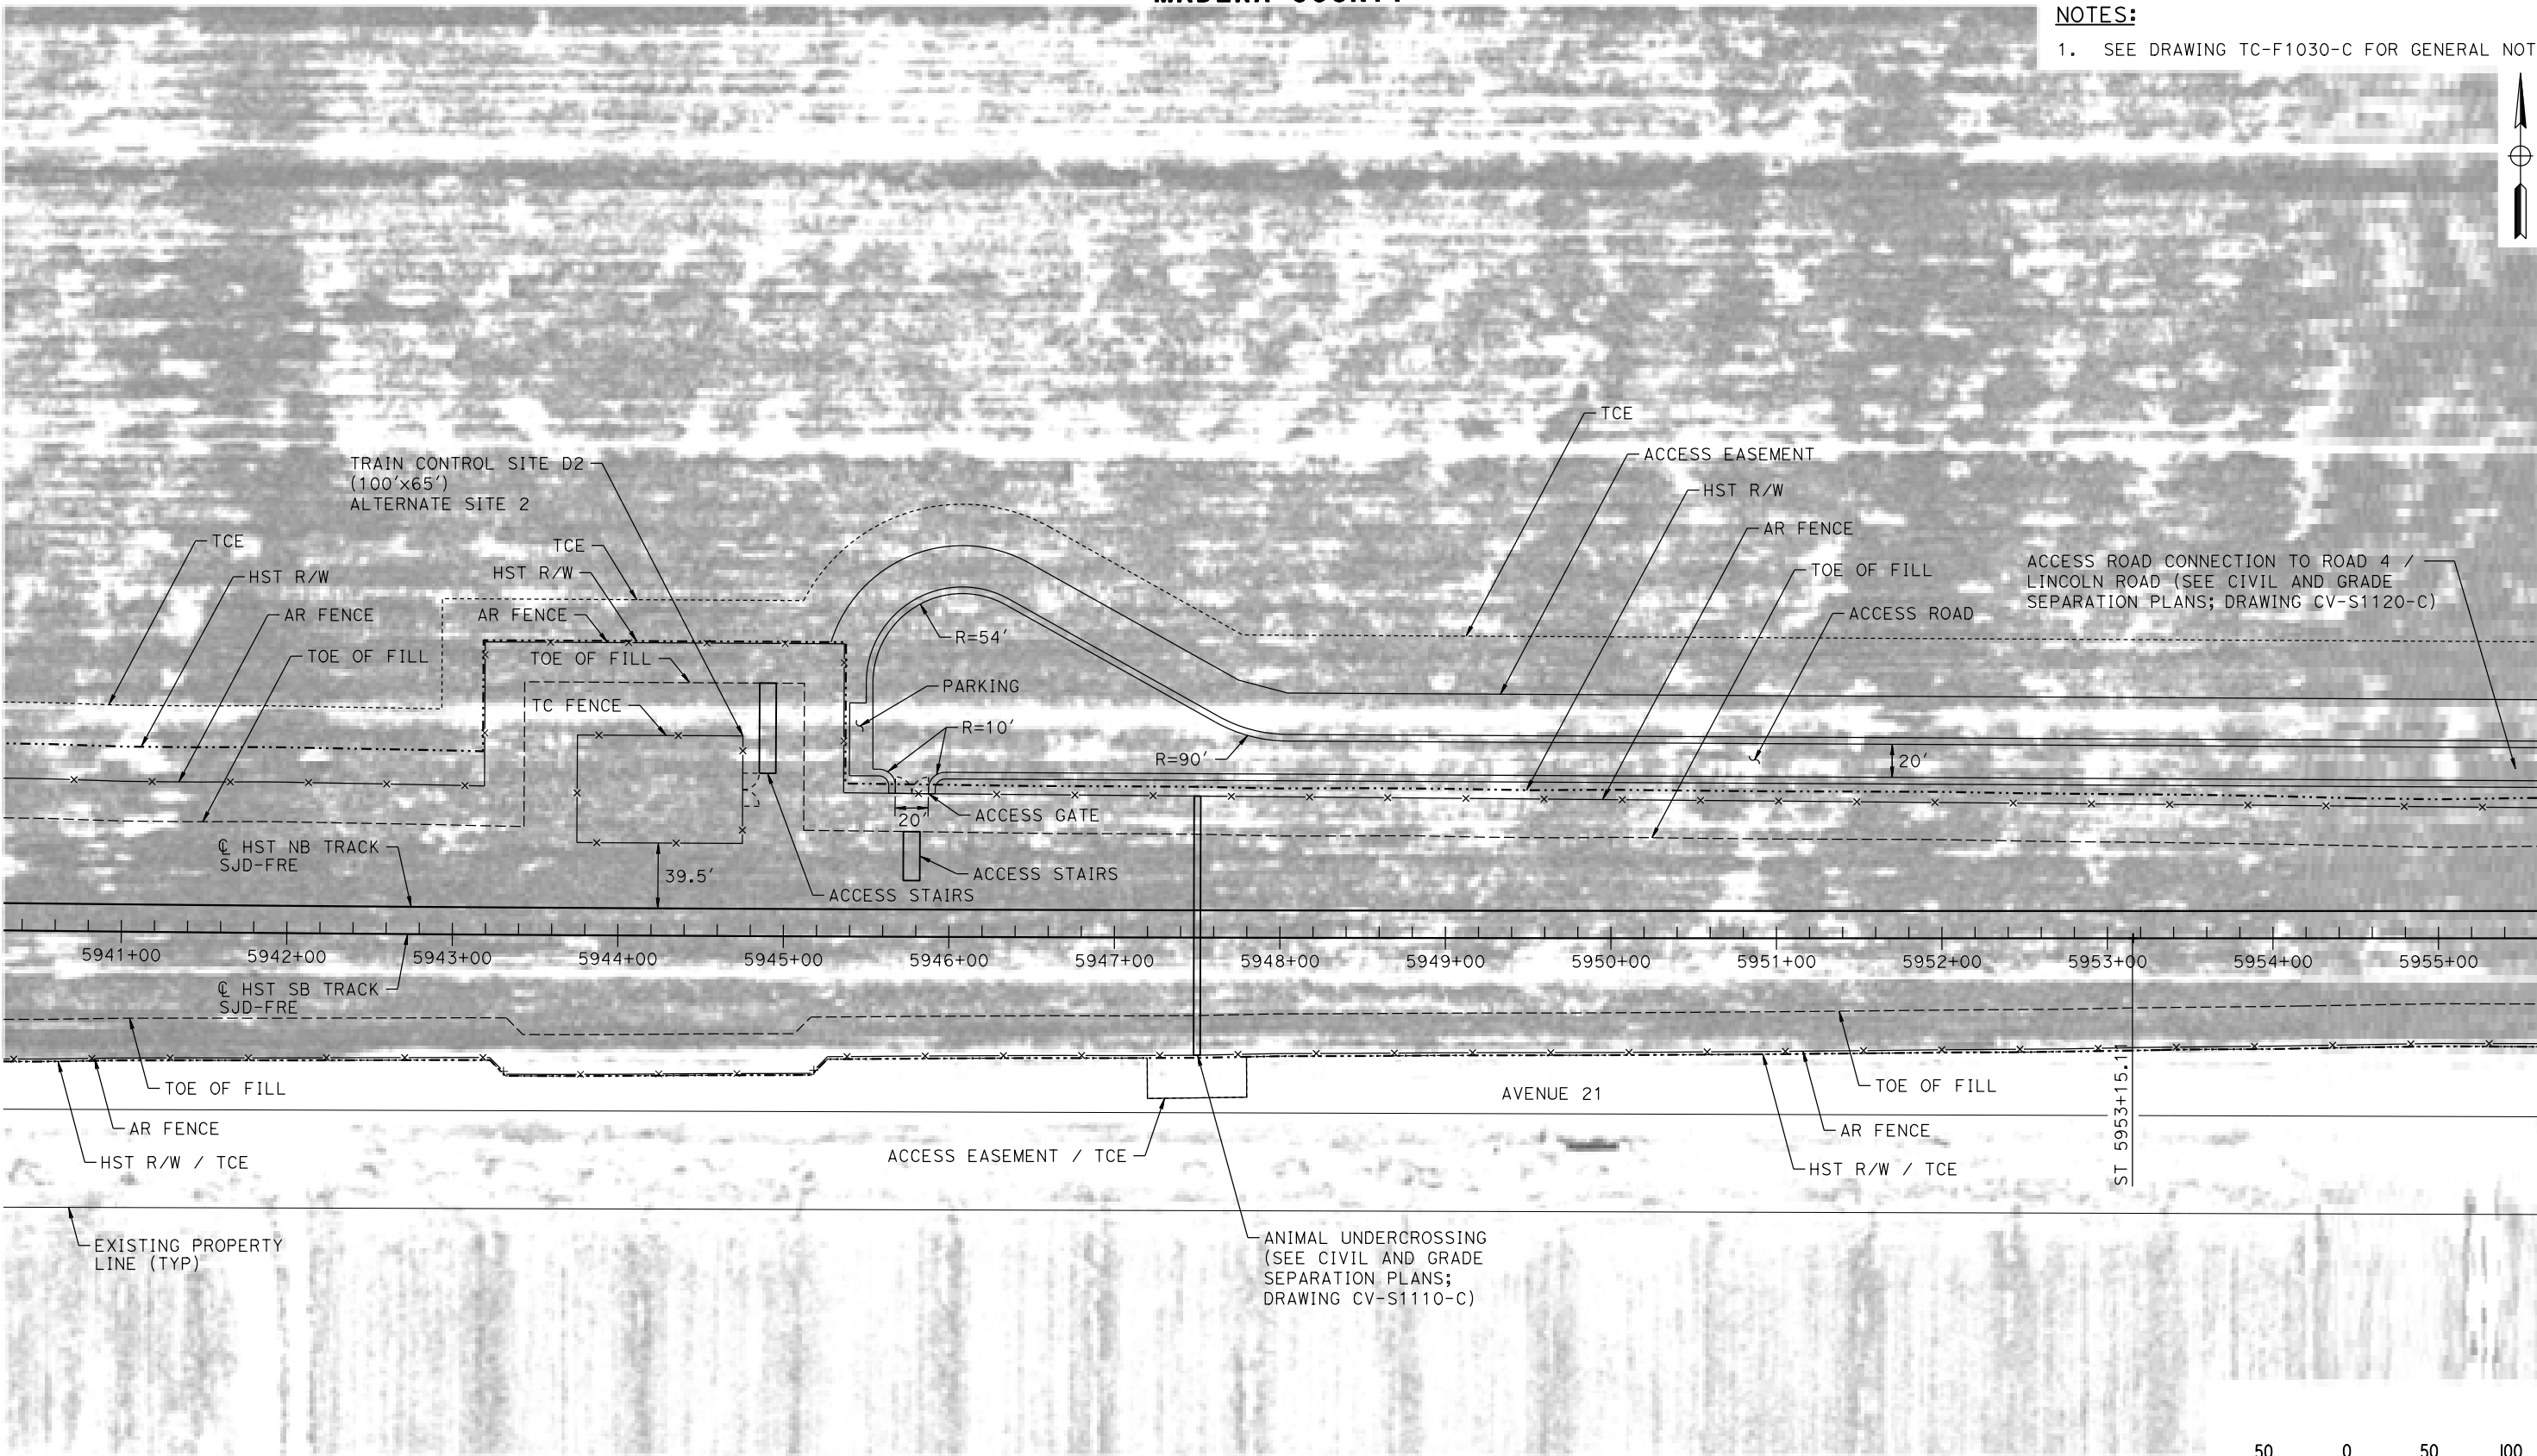 NOTES:
1. SEE DRAWING TC-F1030-C FOR GENERAL NOT
TCE
ACCESS EASEMENT
HST R/W
AR FENCE
TOE OF FILL
ACCESS ROAD
ACCESS ROAD CONNECTION TO ROAD 4 /
LINCOLN ROAD (SEE CIVIL AND GRADE
SEPARATION PLANS; DRAWING CV-S1120-C)
TRAIN CONTROL SITE D2
(100'x65')
ALTERNATE SITE 2
TCE
HST R/W
AR FENCE
TOE OF FILL
TCE
HST R/W
AR FENCE
TOE OF FILL
TC FENCE
R=54'
PARKING
R=10'
R=90'
20'
20'
ACCESS GATE
ACCESS STAIRS
ACCESS STAIRS
39.5'
℄ HST NB TRACK
SJD-FRE
5941+00
5942+00
5943+00
5944+00
5945+00
5946+00
5947+00
5948+00
5949+00
5950+00
5951+00
5952+00
5953+00
5954+00
5955+00
℄ HST SB TRACK
SJD-FRE
TOE OF FILL
AR FENCE
HST R/W / TCE
ACCESS EASEMENT / TCE
AVENUE 21
TOE OF FILL
AR FENCE
HST R/W / TCE
ST 5953+15.11
EXISTING PROPERTY
LINE (TYP)
ANIMAL UNDERCROSSING
(SEE CIVIL AND GRADE
SEPARATION PLANS;
DRAWING CV-S1110-C)
50 0 50 100